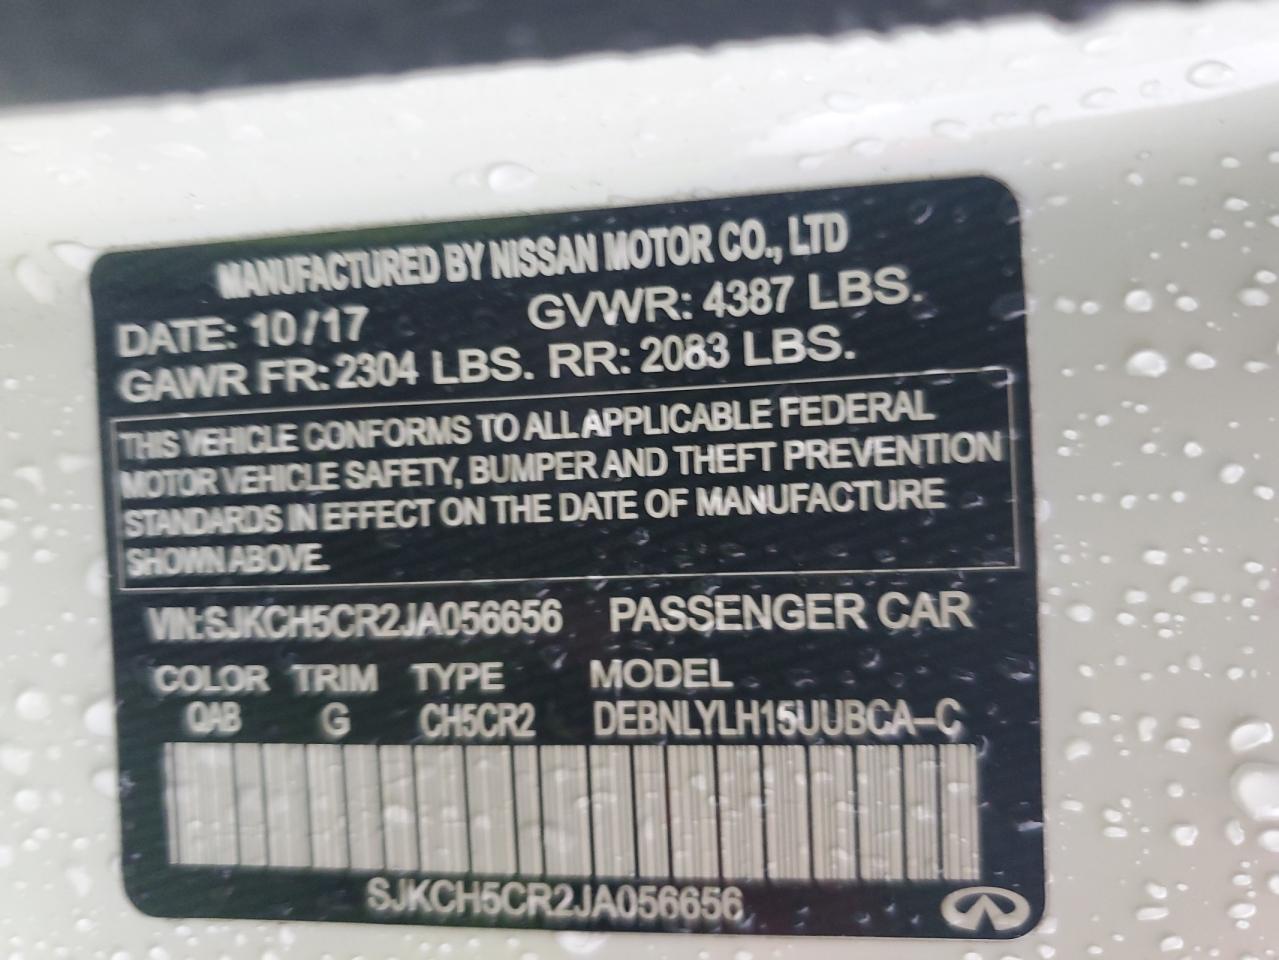 MANUFACTURED BY NISSAN MOTOR CO., LTD
DATE: 10/17 GVWR: 4387 LBS.
GAWR FR: 2304 LBS. RR: 2083 LBS.
THIS VEHICLE CONFORMS TO ALL APPLICABLE FEDERAL
MOTOR VEHICLE SAFETY, BUMPER AND THEFT PREVENTION
STANDARDS IN EFFECT ON THE DATE OF MANUFACTURE
SHOWN ABOVE.
VIN:SJKCH5CR2JA056656 PASSENGER CAR
COLOR TRIM TYPE MODEL
QAB G CH5CR2 DEBNLYLH15UUBCA-C
SJKCH5CR2JA056656